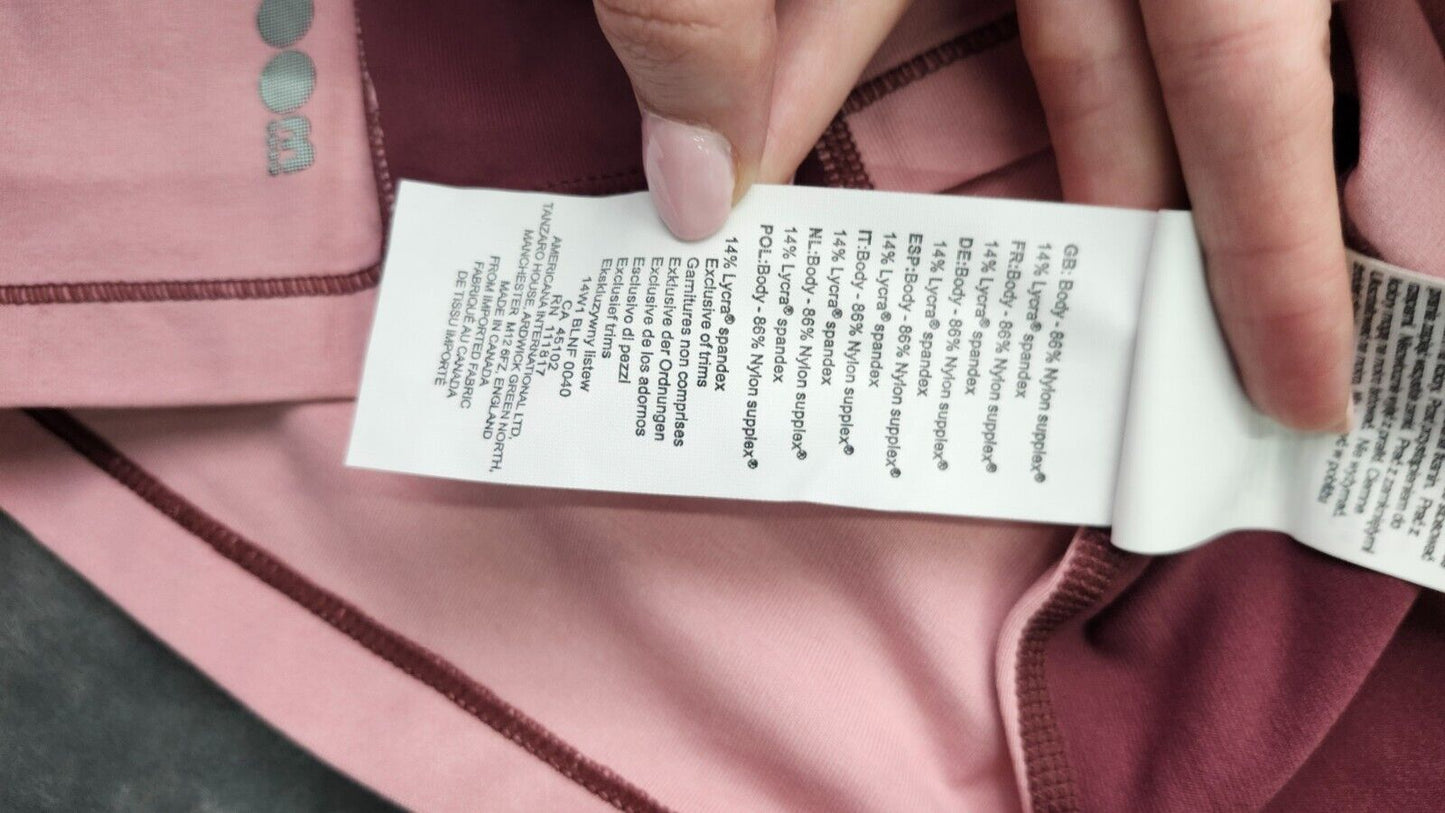 GB: Body - 86% Nylon supplex®
14% Lycra® spandex
FR:Body - 86% Nylon supplex®
14% Lycra® spandex
DE:Body - 86% Nylon supplex®
14% Lycra® spandex
ESP:Body - 86% Nylon supplex®
14% Lycra® spandex
IT:Body - 86% Nylon supplex®
14% Lycra® spandex
NL:Body - 86% Nylon supplex®
14% Lycra® spandex
POL:Body - 86% Nylon supplex®
14% Lycra® spandex
Exclusive of trims
Garnitures non comprises
Exklusive der Ordnungen
Exclusive de los adornos
Esclusivo di pezzi
Exclusief trims
Ekskluzywny listew
14W1 BLNF 0040
CA 45102
RN 111817
AMERICANA INTERNATIONAL LTD,
TANZARO HOUSE, ARDWICK GREEN NORTH,
MANCHESTER M12 6FZ, ENGLAND
MADE IN CANADA
FROM IMPORTED FABRIC
FABRIQUÉ AU CANADA
DE TISSU IMPORTÉ